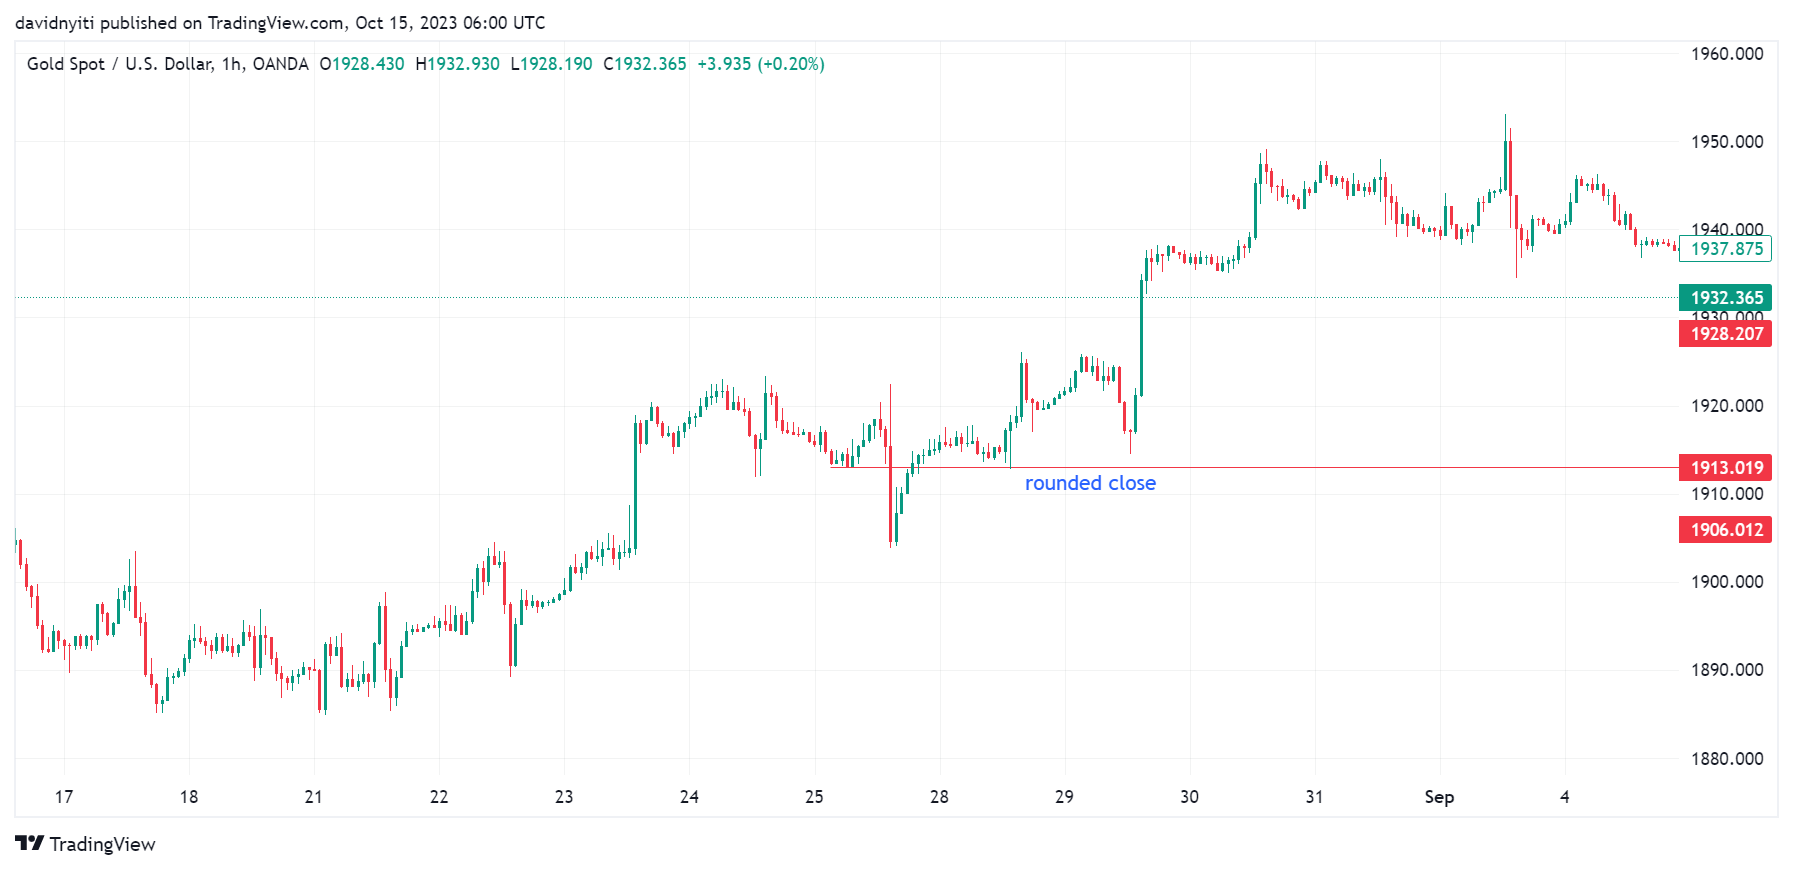 davidnyiti published on TradingView.com, Oct 15, 2023 06:00 UTC
Gold Spot / U.S. Dollar, 1h, OANDA O1928.430 H1932.930 L1928.190 C1932.365 +3.935 (+0.20%)
1960.000
1950.000
1940.000
1937.875
1932.365
1930.000
1928.207
1920.000
1913.019
rounded close
1910.000
1906.012
1900.000
1890.000
1880.000
17 18 21 22 23 24 25 28 29 30 31 Sep 4
TradingView